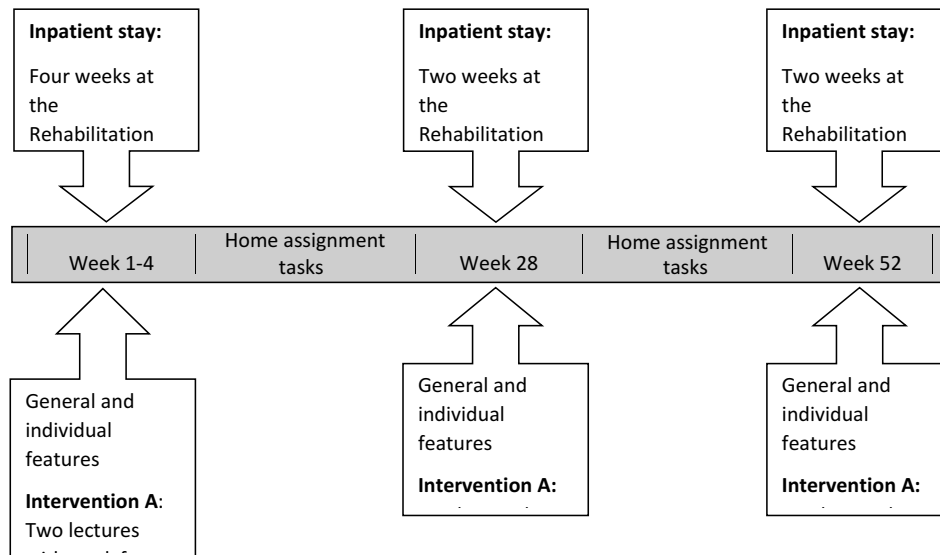 Inpatient stay:
Four weeks at
the
Rehabilitation
Inpatient stay:
Two weeks at
the
Rehabilitation
Inpatient stay:
Two weeks at
the
Rehabilitation
Week 1-4
Home assignment
tasks
Week 28
Home assignment
tasks
Week 52
General and
individual
features
Intervention A:
Two lectures
General and
individual
features
Intervention A:
General and
individual
features
Intervention A: